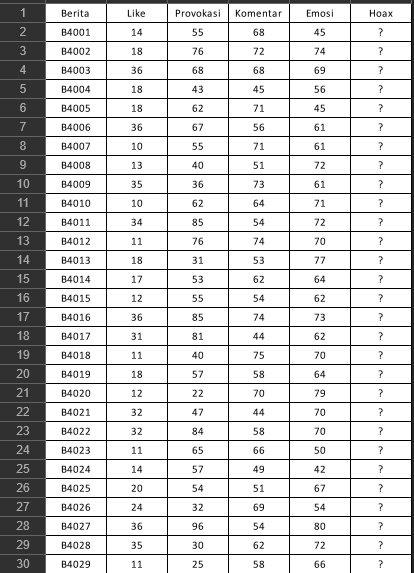 1 Berita Like Provokasi Komentar Emosi Hoax
2 B4001 14 55 68 45 ?
3 B4002 18 76 72 74 ?
4 B4003 36 68 68 69 ?
5 B4004 18 43 45 56 ?
6 B4005 18 62 71 45 ?
7 B4006 36 67 56 61 ?
8 B4007 10 55 71 61 ?
9 B4008 13 40 51 72 ?
10 B4009 35 36 73 61 ?
11 B4010 10 62 64 71 ?
12 B4011 34 85 54 72 ?
13 B4012 11 76 74 70 ?
14 B4013 18 31 53 77 ?
15 B4014 17 53 62 64 ?
16 B4015 12 55 54 62 ?
17 B4016 36 85 74 73 ?
18 B4017 31 81 44 62 ?
19 B4018 11 40 75 70 ?
20 B4019 18 57 58 64 ?
21 B4020 12 22 70 79 ?
22 B4021 32 47 44 70 ?
23 B4022 32 84 58 70 ?
24 B4023 11 65 66 50 ?
25 B4024 14 57 49 42 ?
26 B4025 20 54 51 67 ?
27 B4026 24 32 69 54 ?
28 B4027 36 96 54 80 ?
29 B4028 35 30 62 72 ?
30 B4029 11 25 58 66 ?